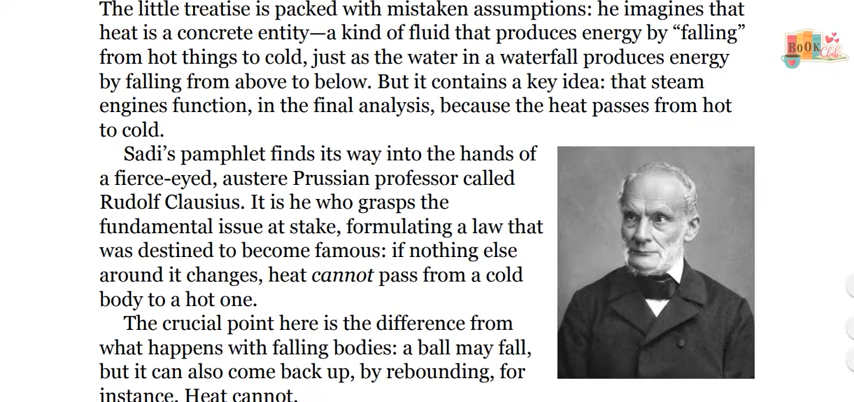 The little treatise is packed with mistaken assumptions: he imagines that
heat is a concrete entity—a kind of fluid that produces energy by “falling”
from hot things to cold, just as the water in a waterfall produces energy
by falling from above to below. But it contains a key idea: that steam
engines function, in the final analysis, because the heat passes from hot
to cold.
Sadi’s pamphlet finds its way into the hands of
a fierce-eyed, austere Prussian professor called
Rudolf Clausius. It is he who grasps the
fundamental issue at stake, formulating a law that
was destined to become famous: if nothing else
around it changes, heat cannot pass from a cold
body to a hot one.
The crucial point here is the difference from
what happens with falling bodies: a ball may fall,
but it can also come back up, by rebounding, for
instance. Heat cannot.
BOOK
Club